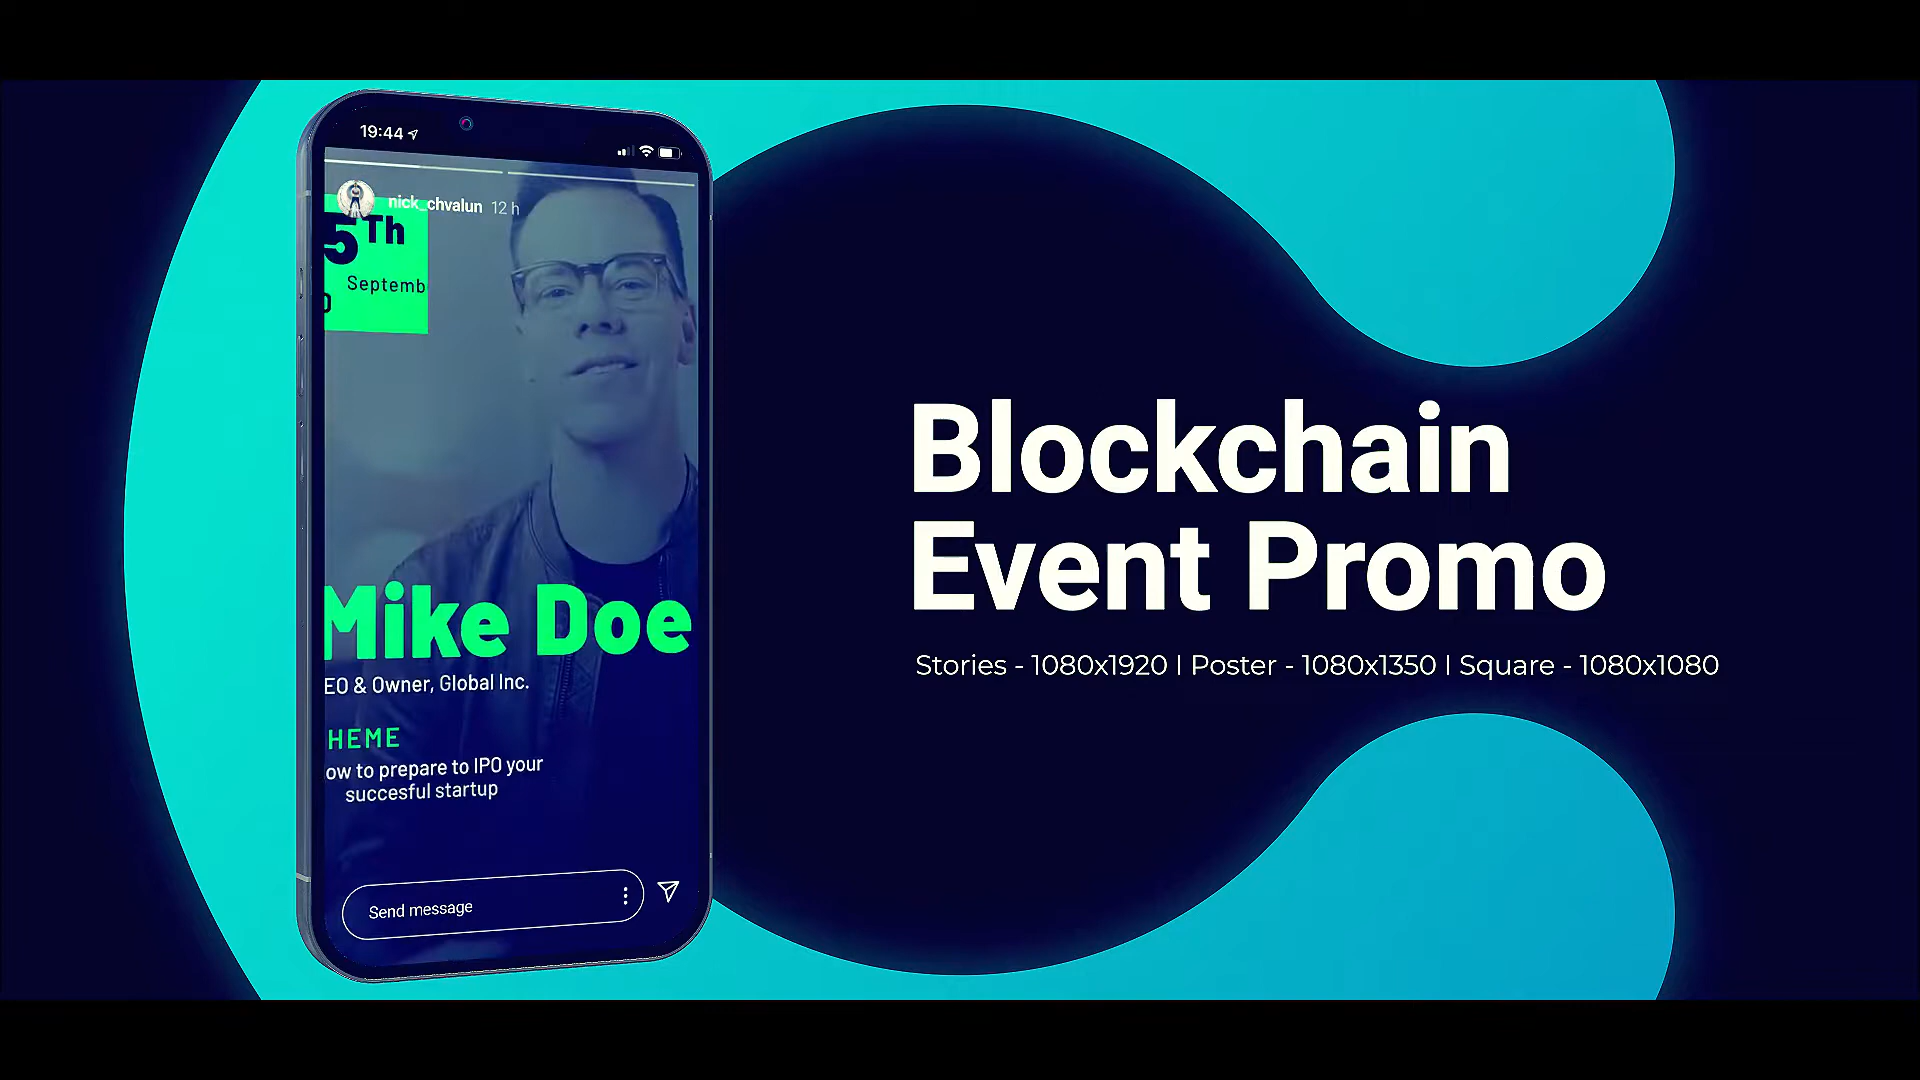 19:44
nick_chvalun 12 h
5Th
Septemb
Mike Doe
EO & Owner, Global Inc.
HEME
ow to prepare to IPO your
succesful startup
Send message
Blockchain
Event Promo
Stories - 1080x1920 | Poster - 1080x1350 | Square - 1080x1080